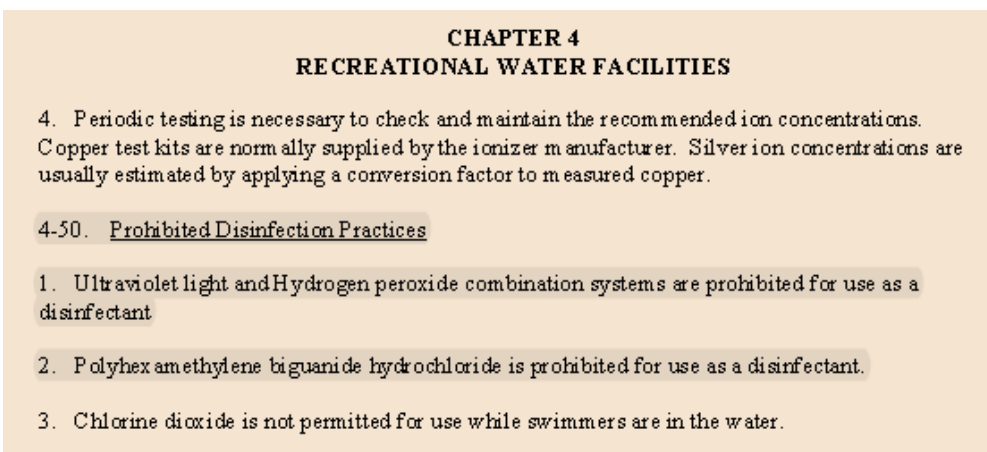 CHAPTER 4
RECREATIONAL WATER FACILITIES
4. Periodic testing is necessary to check and maintain the recommended ion concentrations.
Copper test kits are normally supplied by the ionizer manufacturer. Silver ion concentrations are
usually estimated by applying a conversion factor to measured copper.
4-50. Prohibited Disinfection Practices
1. Ultraviolet light and Hydrogen peroxide combination systems are prohibited for use as a
disinfectant
2. Polyhexamethylene biguanide hydrochloride is prohibited for use as a disinfectant.
3. Chlorine dioxide is not permitted for use while swimmers are in the water.